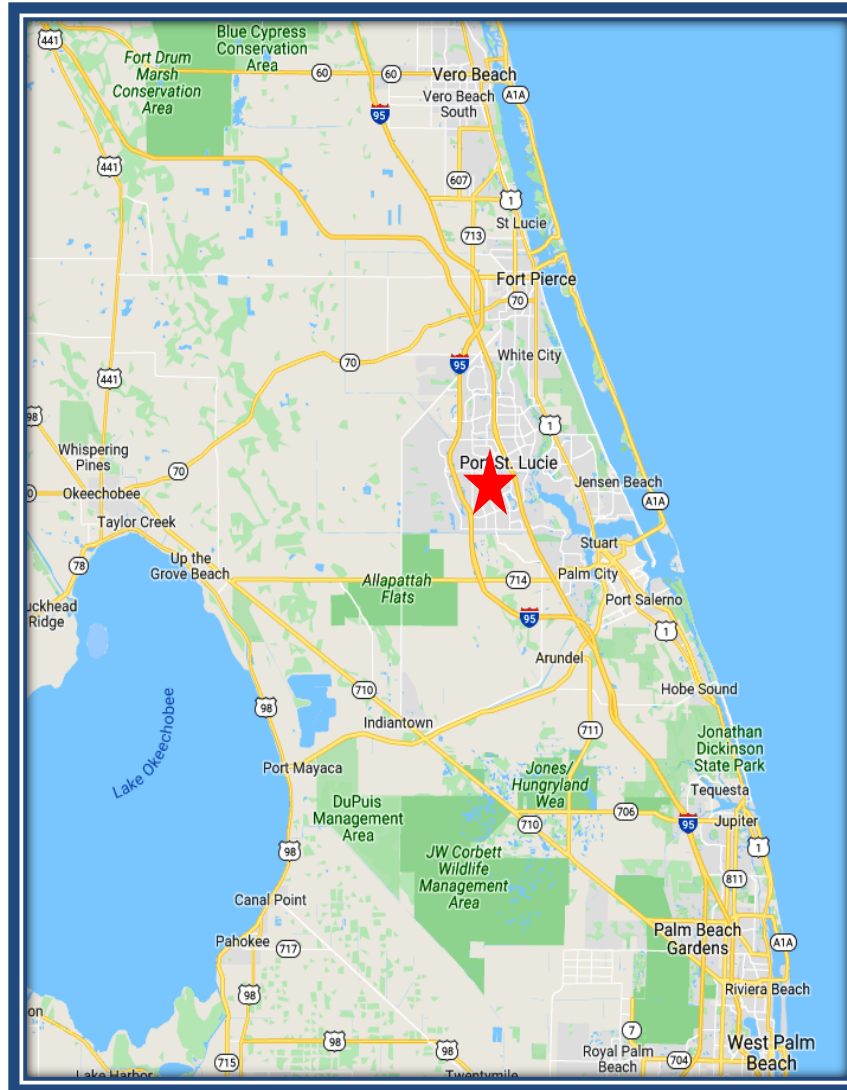 441
Blue Cypress
Conservation
Area
Fort Drum
Marsh
Conservation
Area
60
60
Vero Beach
Vero Beach
South
A1A
95
441
607
1
St Lucie
713
Fort Pierce
70
White City
70
95
441
98
1
Whispering
Pines
Port St. Lucie
70
Jensen Beach
Okeechobee
A1A
Taylor Creek
Stuart
78
Up the
Grove Beach
Allapattah
Flats
714
Palm City
Port Salerno
uckhead
Ridge
95
1
Arundel
710
Hobe Sound
98
Lake Okeechobee
Indiantown
711
Jonathan
Dickinson
State Park
Port Mayaca
Jones/
Hungryland
Wea
Tequesta
DuPuis
Management
Area
706
710
95
Jupiter
98
JW Corbett
Wildlife
Management
Area
1
811
Canal Point
Pahokee
717
Palm Beach
Gardens
A1A
98
Riviera Beach
on
7
98
98
Royal Palm
Beach
704
West Palm
Beach
715
Lake Harbor
Twentymile